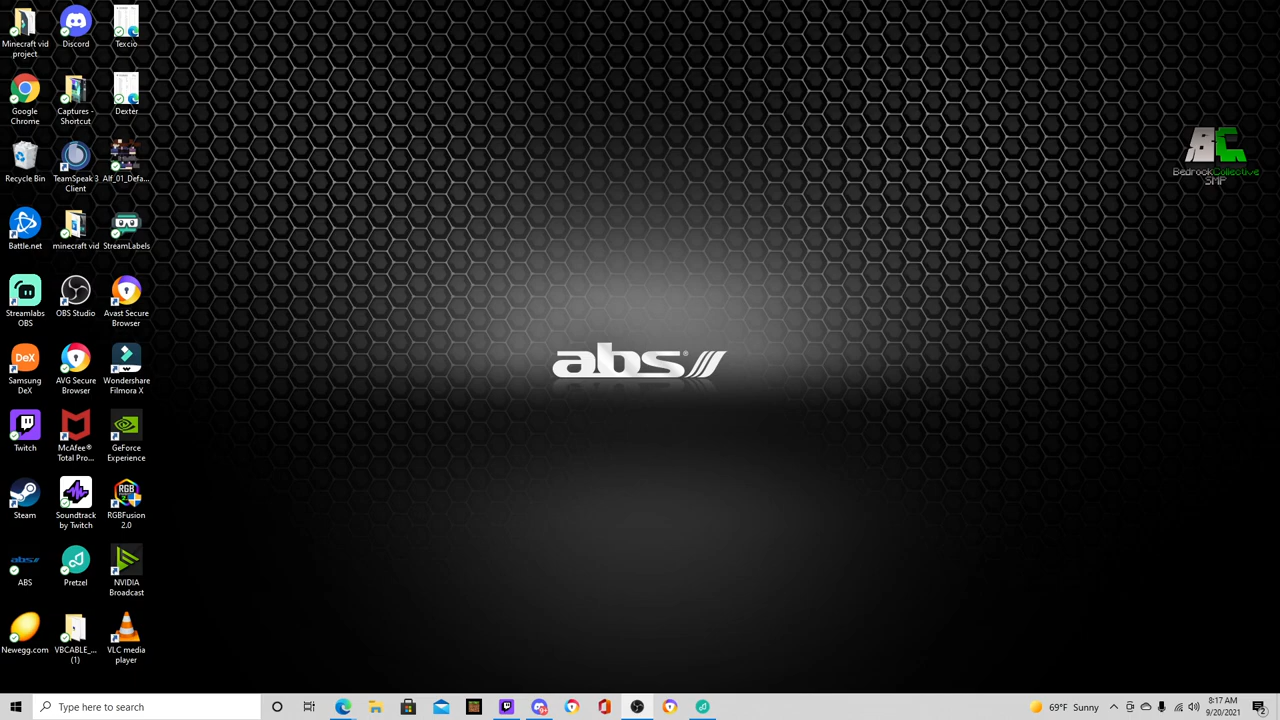 Minecraft vid
project
Discord
Texcio
Google
Chrome
Captures -
Shortcut
Dexter
Recycle Bin
TeamSpeak 3
Client
Alf_01_Defa...
Battle.net
minecraft vid
StreamLabels
Streamlabs
OBS
OBS Studio
Avast Secure
Browser
Samsung
DeX
AVG Secure
Browser
Wondershare
Filmora X
Twitch
McAfee®
Total Pro...
GeForce
Experience
Steam
Soundtrack
by Twitch
RGBFusion
2.0
ABS
Pretzel
NVIDIA
Broadcast
Newegg.com
VBCABLE_...
(1)
VLC media
player
abs®
BC
BedrockCollective
SMP
Type here to search
69°F Sunny
8:17 AM
9/20/2021
2